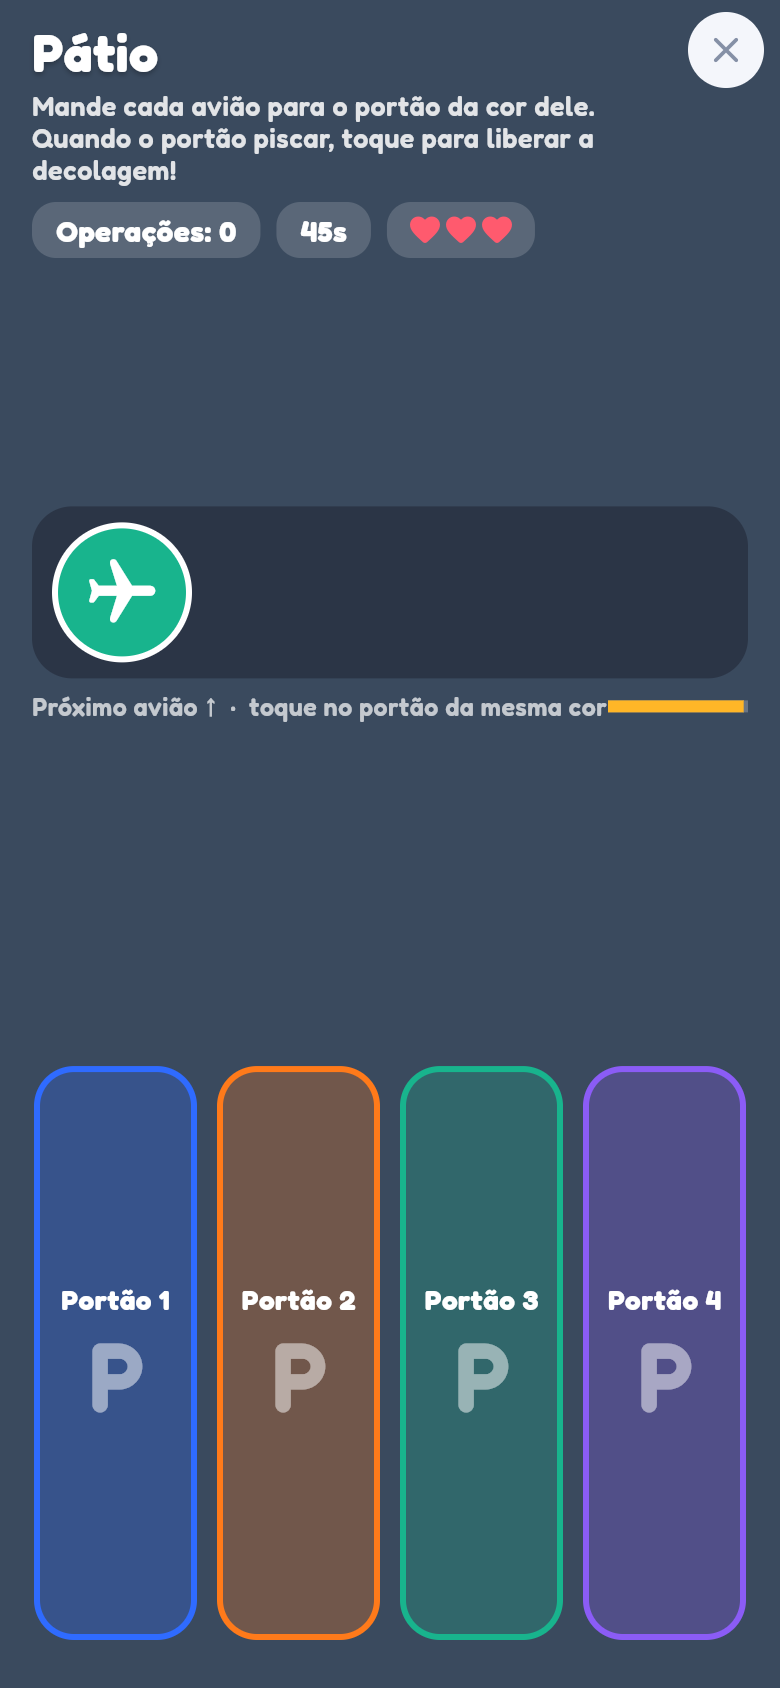 Pátio
Mande cada avião para o portão da cor dele.
Quando o portão piscar, toque para liberar a
decolagem!
Operações: 0
45s
Próximo avião ↑ · toque no portão da mesma cor
Portão 1
Portão 2
Portão 3
Portão 4
P
P
P
P